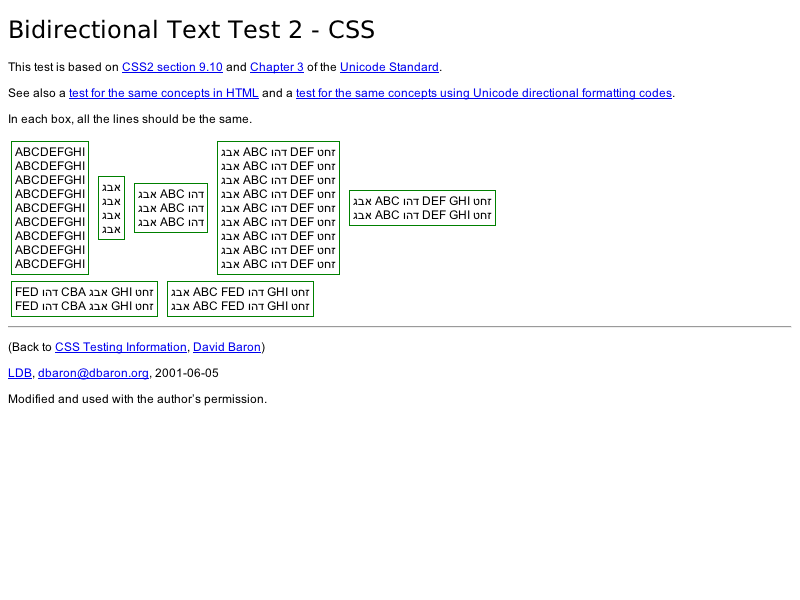 Bidirectional Text Test 2 - CSS
This test is based on CSS2 section 9.10 and Chapter 3 of the Unicode Standard.
See also a test for the same concepts in HTML and a test for the same concepts using Unicode directional formatting codes.
In each box, all the lines should be the same.
ABCDEFGHI
ABCDEFGHI
ABCDEFGHI
ABCDEFGHI
ABCDEFGHI
ABCDEFGHI
ABCDEFGHI
ABCDEFGHI
ABCDEFGHI
אבג
אבג
אבג
אבג
אבג ABC דהו
אבג ABC דהו
אבג ABC דהו
אבג ABC דהו DEF זחט
אבג ABC דהו DEF זחט
אבג ABC דהו DEF זחט
אבג ABC דהו DEF זחט
אבג ABC דהו DEF זחט
אבג ABC דהו DEF זחט
אבג ABC דהו DEF זחט
אבג ABC דהו DEF זחט
אבג ABC דהו DEF זחט
אבג ABC דהו DEF GHI זחט
אבג ABC דהו DEF GHI זחט
FED דהו CBA אבג GHI זחט
FED דהו CBA אבג GHI זחט
אבג ABC FED דהו GHI זחט
אבג ABC FED דהו GHI זחט
(Back to CSS Testing Information, David Baron)
LDB, dbaron@dbaron.org, 2001-06-05
Modified and used with the author's permission.